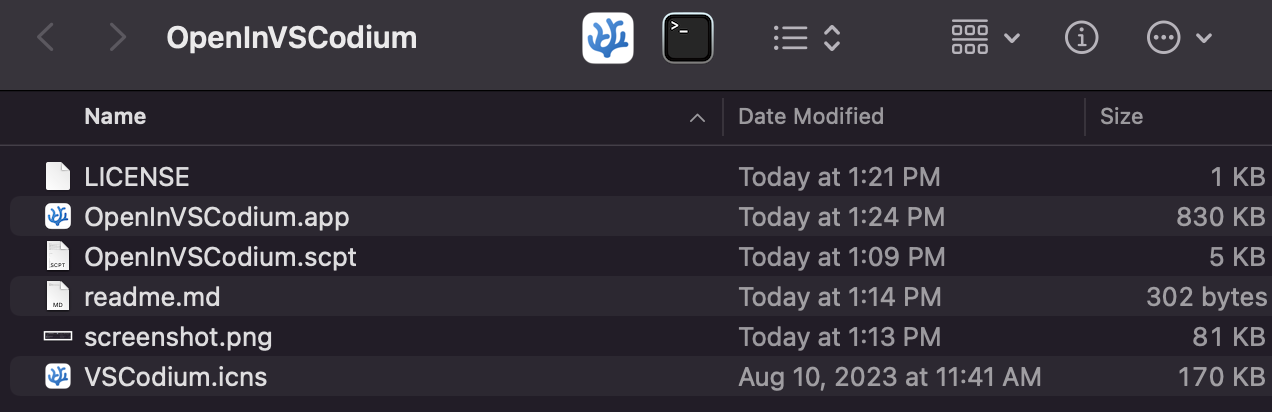 OpenInVSCodium
Name Date Modified Size
LICENSE Today at 1:21 PM 1 KB
OpenInVSCodium.app Today at 1:24 PM 830 KB
OpenInVSCodium.scpt Today at 1:09 PM 5 KB
readme.md Today at 1:14 PM 302 bytes
screenshot.png Today at 1:13 PM 81 KB
VSCodium.icns Aug 10, 2023 at 11:41 AM 170 KB
SCPT
MD